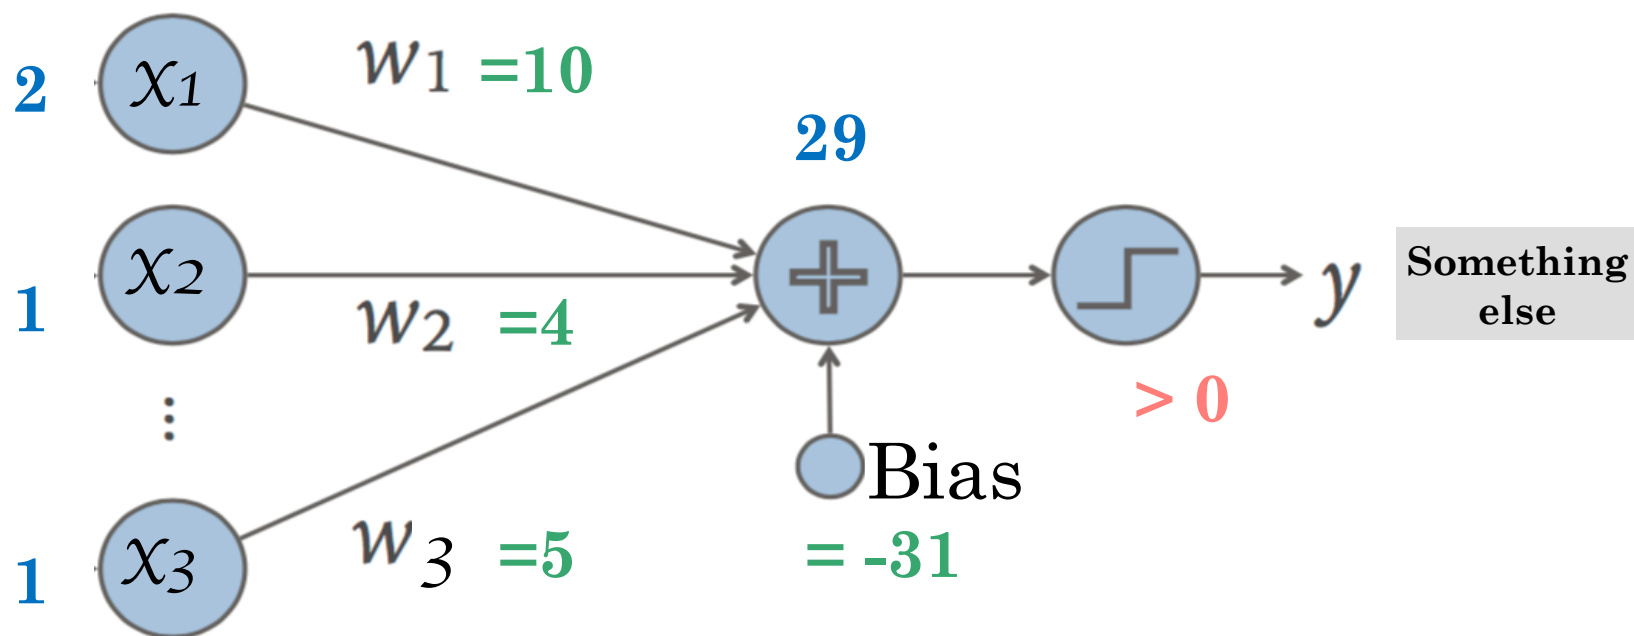 2
x1
w1 =10
29
1
x2
w2 =4
y
Something
else
> 0
⋮
Bias
= -31
1
x3
w3 =5